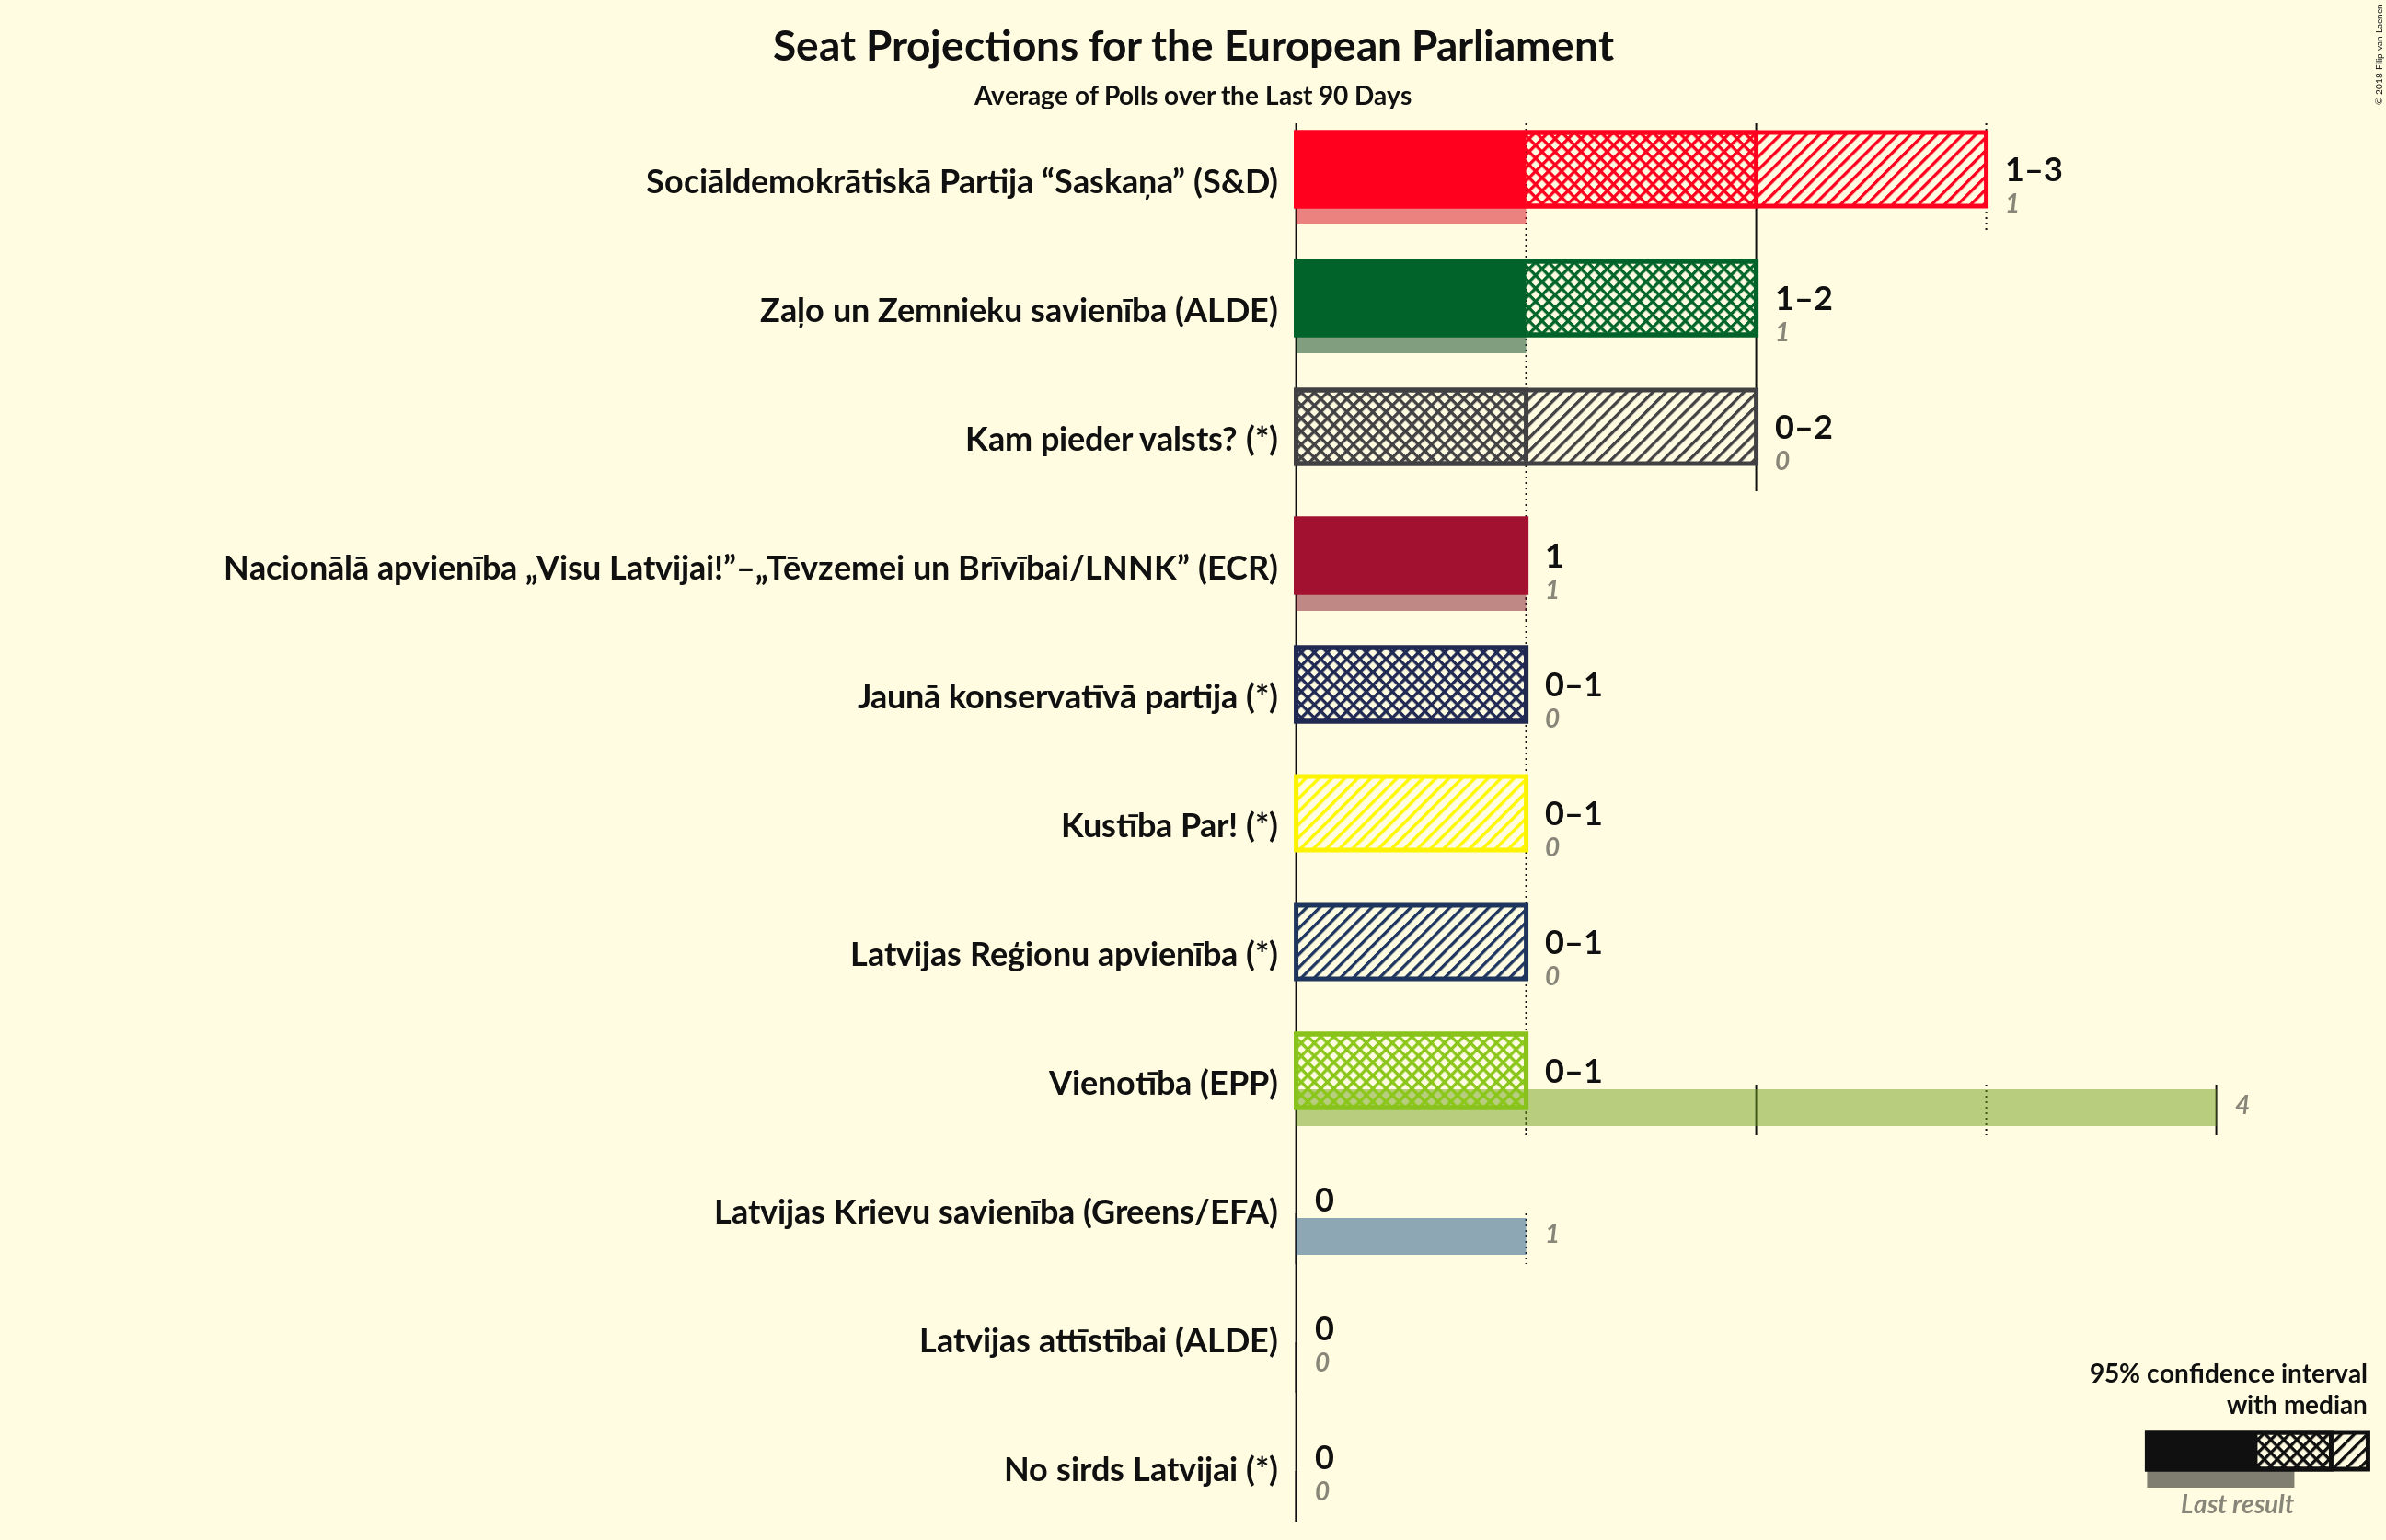 Seat Projections for the European Parliament
Average of Polls over the Last 90 Days
© 2018 Filip van Laenen
Sociāldemokrātiskā Partija “Saskaņa” (S&D)
1–3
1
Zaļo un Zemnieku savienība (ALDE)
1–2
1
Kam pieder valsts? (*)
0–2
0
Nacionālā apvienība „Visu Latvijai!”–„Tēvzemei un Brīvībai/LNNK” (ECR)
1
1
Jaunā konservatīvā partija (*)
0–1
0
Kustība Par! (*)
0–1
0
Latvijas Reģionu apvienība (*)
0–1
0
Vienotība (EPP)
0–1
4
Latvijas Krievu savienība (Greens/EFA)
0
1
Latvijas attīstībai (ALDE)
0
0
No sirds Latvijai (*)
0
0
95% confidence interval
with median
Last result